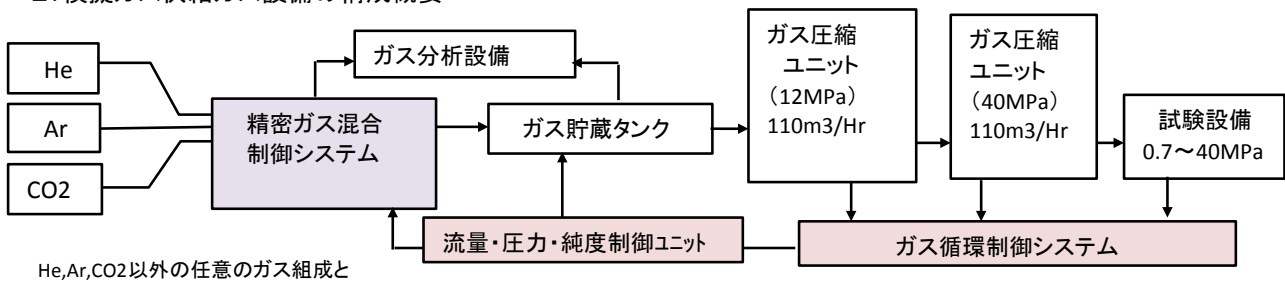 He
Ar
CO2
精密ガス混合
制御システム
ガス分析設備
ガス貯蔵タンク
ガス圧縮
ユニット
（12MPa）
110m3/Hr
ガス圧縮
ユニット
（40MPa）
110m3/Hr
試験設備
0.7～40MPa
流量・圧力・純度制御ユニット
ガス循環制御システム
He,Ar,CO2以外の任意のガス組成と